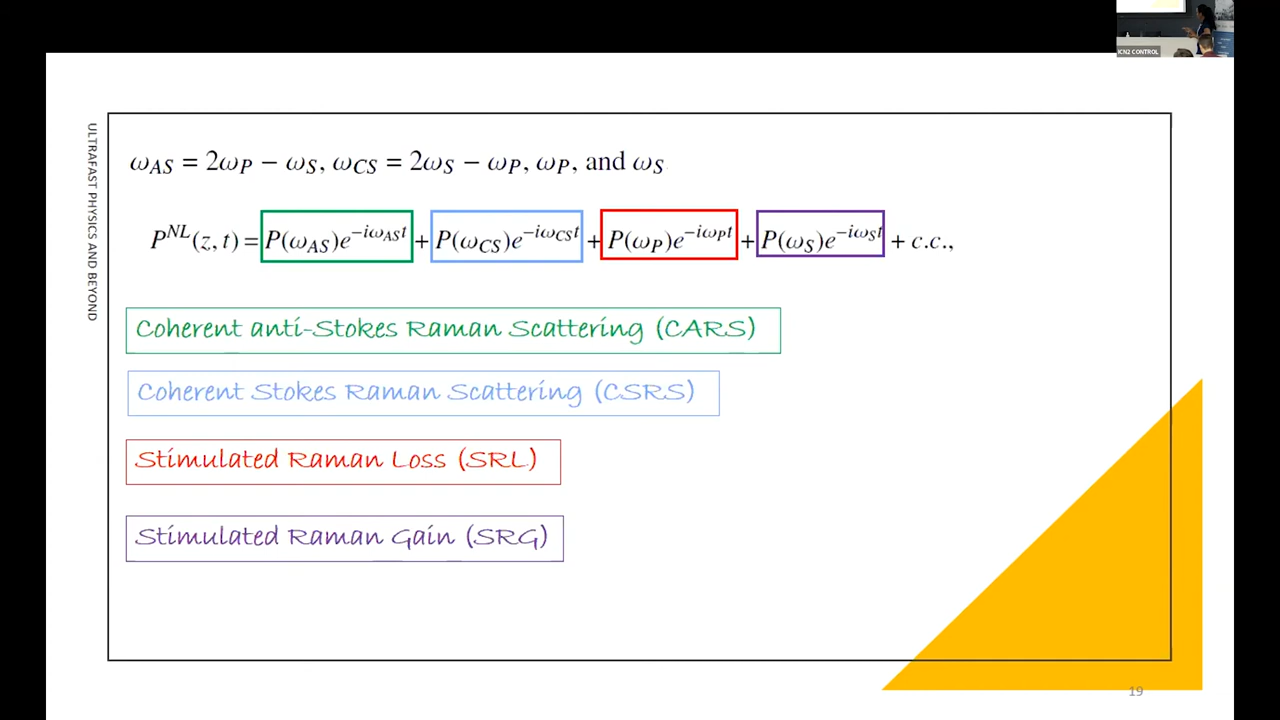 ICN2 CONTROL
ULTRAFAST PHYSICS AND BEYOND
ω_AS = 2ω_P − ω_S, ω_CS = 2ω_S − ω_P, ω_P, and ω_S
P^NL(z, t) = P(ω_AS)e^{−iω_AS t} + P(ω_CS)e^{−iω_CS t} + P(ω_P)e^{−iω_P t} + P(ω_S)e^{−iω_S t} + c.c.,
Coherent anti-Stokes Raman Scattering (CARS)
Coherent Stokes Raman Scattering (CSRS)
Stimulated Raman Loss (SRL)
Stimulated Raman Gain (SRG)
19